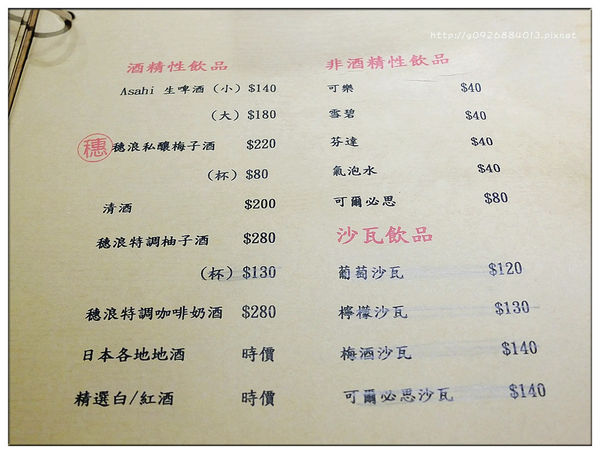 http://g0926884013.pixnet
酒精性飲品
Asahi 生啤酒（小）$140
（大）$180
穗 穗浪私釀梅子酒 $220
（杯）$80
清酒 $200
穗浪特調柚子酒 $280
（杯）$130
穗浪特調咖啡奶酒 $280
日本各地地酒 時價
精選白/紅酒 時價
非酒精性飲品
可樂 $40
雪碧 $40
芬達 $40
氣泡水 $40
可爾必思 $80
沙瓦飲品
葡萄沙瓦 $120
檸檬沙瓦 $130
梅酒沙瓦 $140
可爾必思沙瓦 $140